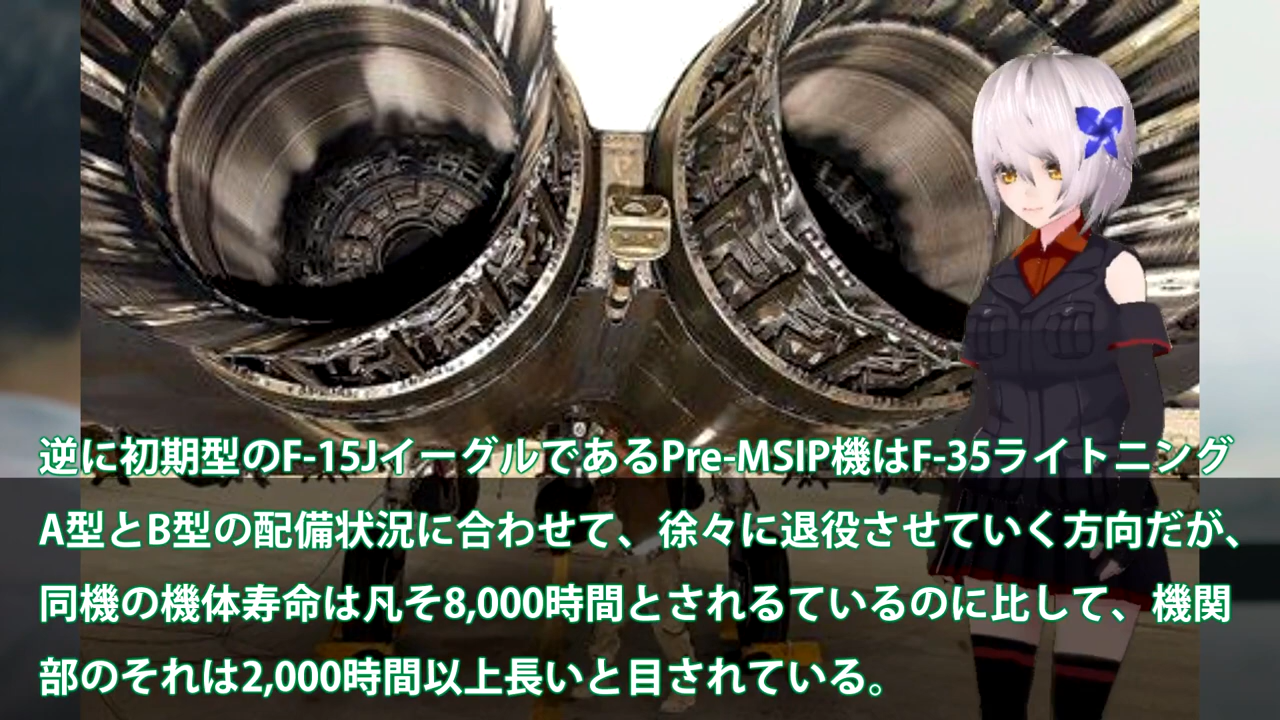 逆に初期型のF-15JイーグルであるPre-MSIP機はF-35ライトニング
A型とB型の配備状況に合わせて、徐々に退役させていく方向だが、
同機の機体寿命は凡そ8,000時間とされるているのに比して、機関
部のそれは2,000時間以上長いと目されている。